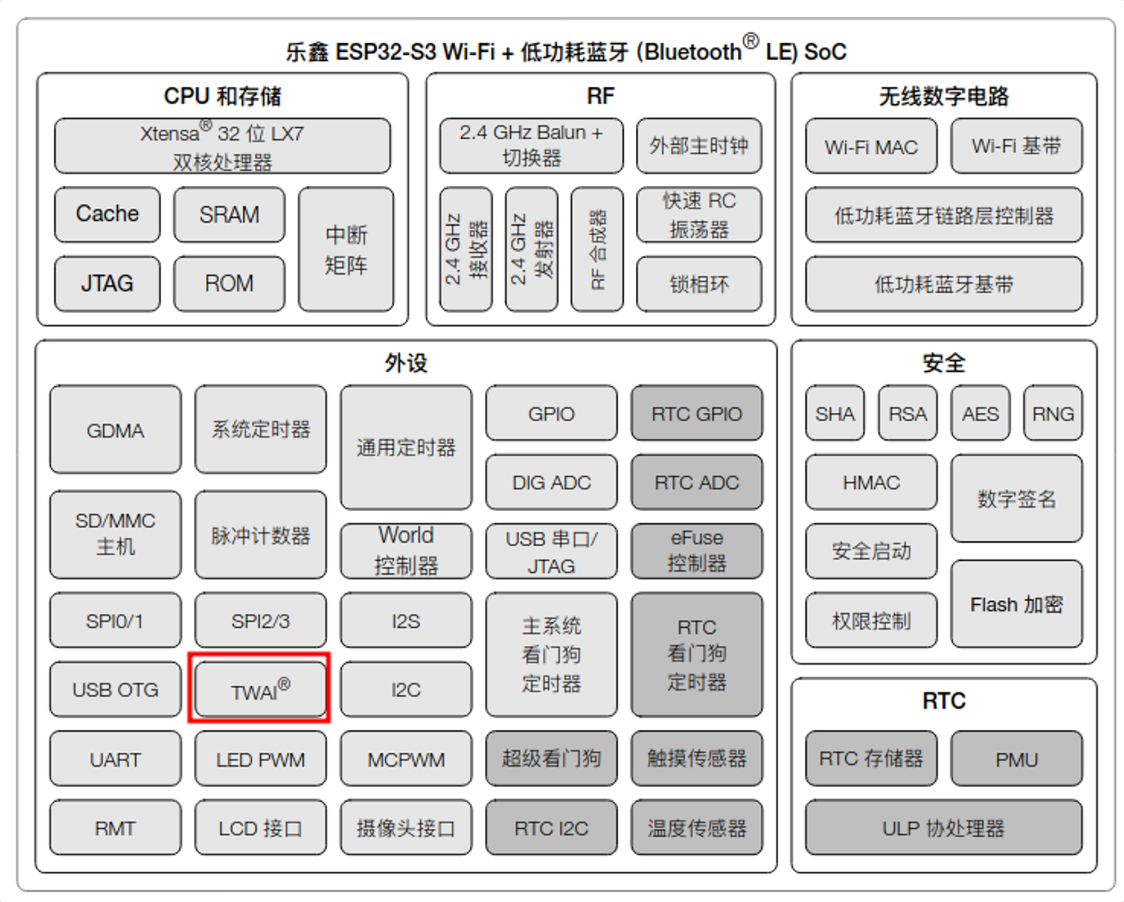 乐鑫 ESP32-S3 Wi-Fi + 低功耗蓝牙 (Bluetooth® LE) SoC
CPU 和存储
Xtensa® 32 位 LX7
双核处理器
Cache
SRAM
中断
矩阵
JTAG
ROM
RF
2.4 GHz Balun +
切换器
外部主时钟
2.4 GHz
接收器
2.4 GHz
发射器
RF 合成器
快速 RC
振荡器
锁相环
无线数字电路
Wi-Fi MAC
Wi-Fi 基带
低功耗蓝牙链路层控制器
低功耗蓝牙基带
外设
GDMA
系统定时器
通用定时器
GPIO
RTC GPIO
DIG ADC
RTC ADC
SD/MMC
主机
脉冲计数器
World
控制器
USB 串口/
JTAG
eFuse
控制器
SPI0/1
SPI2/3
I2S
主系统
看门狗
定时器
RTC
看门狗
定时器
USB OTG
TWAI®
I2C
UART
LED PWM
MCPWM
超级看门狗
触摸传感器
RMT
LCD 接口
摄像头接口
RTC I2C
温度传感器
安全
SHA
RSA
AES
RNG
HMAC
数字签名
安全启动
Flash 加密
权限控制
RTC
RTC 存储器
PMU
ULP 协处理器